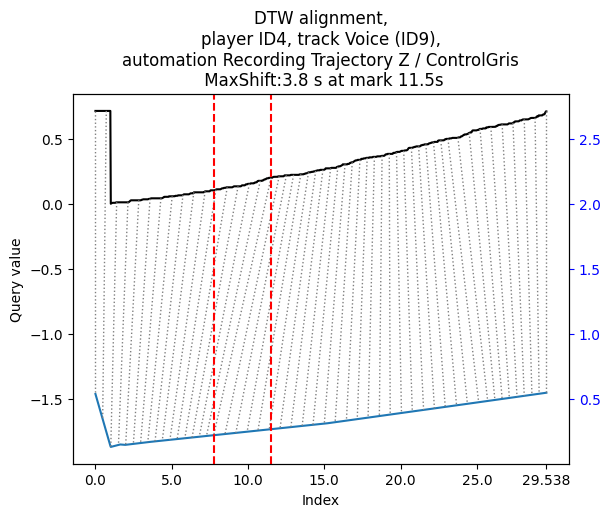 DTW alignment,
player ID4, track Voice (ID9),
automation Recording Trajectory Z / ControlGris
MaxShift:3.8 s at mark 11.5s
Query value
0.5
0.0
−0.5
−1.0
−1.5
2.5
2.0
1.5
1.0
0.5
0.0 5.0 10.0 15.0 20.0 25.0 29.538
Index